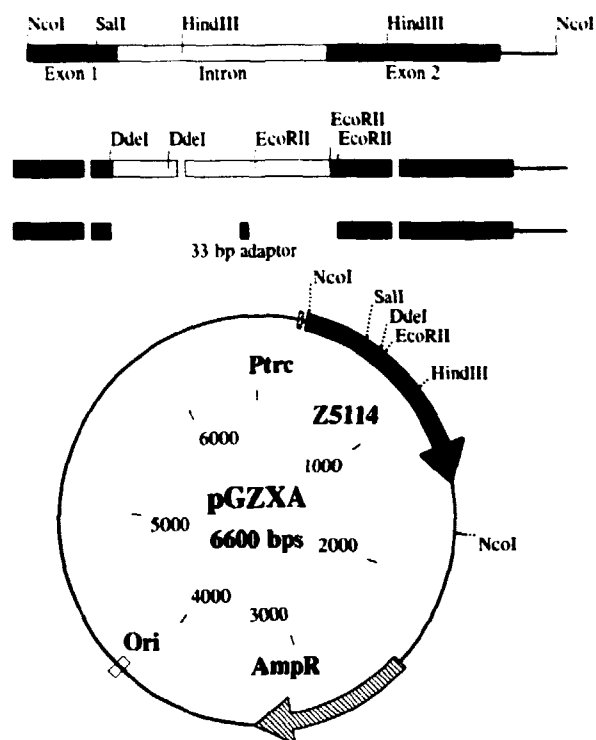 NcoI SalI HindIII HindIII NcoI
Exon 1 Intron Exon 2
DdeI DdeI EcoRII EcoRII EcoRII
33 bp adaptor
NcoI
SalI
DdeI
EcoRII
HindIII
Ptrc
Z5114
6000
1000
pGZXA
5000
6600 bps
2000
NcoI
4000
3000
Ori
AmpR